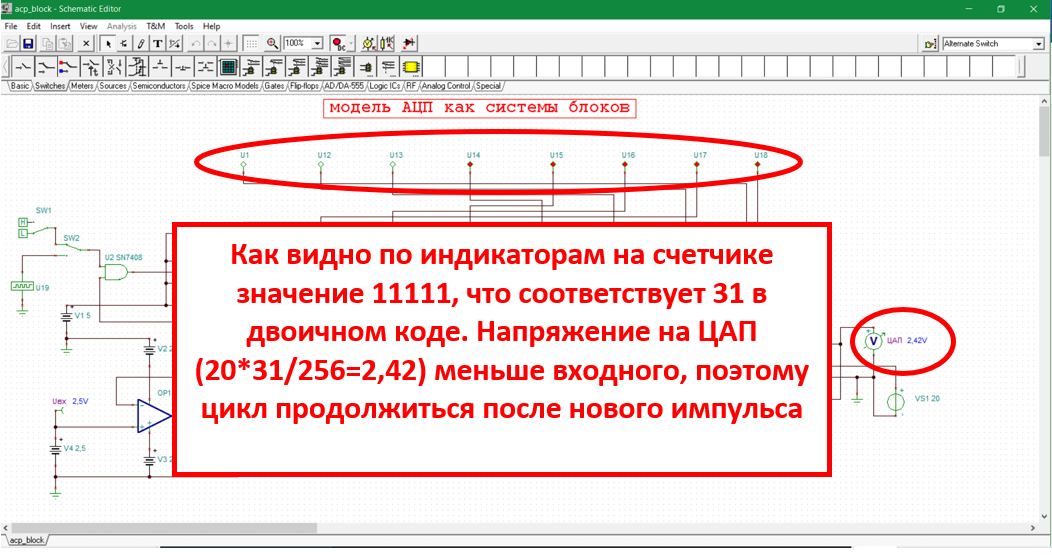 acp_block - Schematic Editor
File Edit Insert View Analysis T&M Tools Help
100% DC Alternate Switch
Basic Switches Meters Sources Semiconductors Spice Macro Models Gates Flip-flops AD/DA-555 Logic ICs RF Analog Control Special
модель АЦП как системы блоков
U1 U12 U13 U14 U15 U16 U17 U18
SW1
H
L
SW2
U2 SN7408
U19
V1 5
V2 2
OP1
Uвх 2,5V
V4 2,5
V3 2
Как видно по индикаторам на счетчике
значение 11111, что соответствует 31 в
двоичном коде. Напряжение на ЦАП
(20*31/256=2,42) меньше входного, поэтому
цикл продолжиться после нового импульса
V ЦАП 2,42V
VS1 20
acp_block